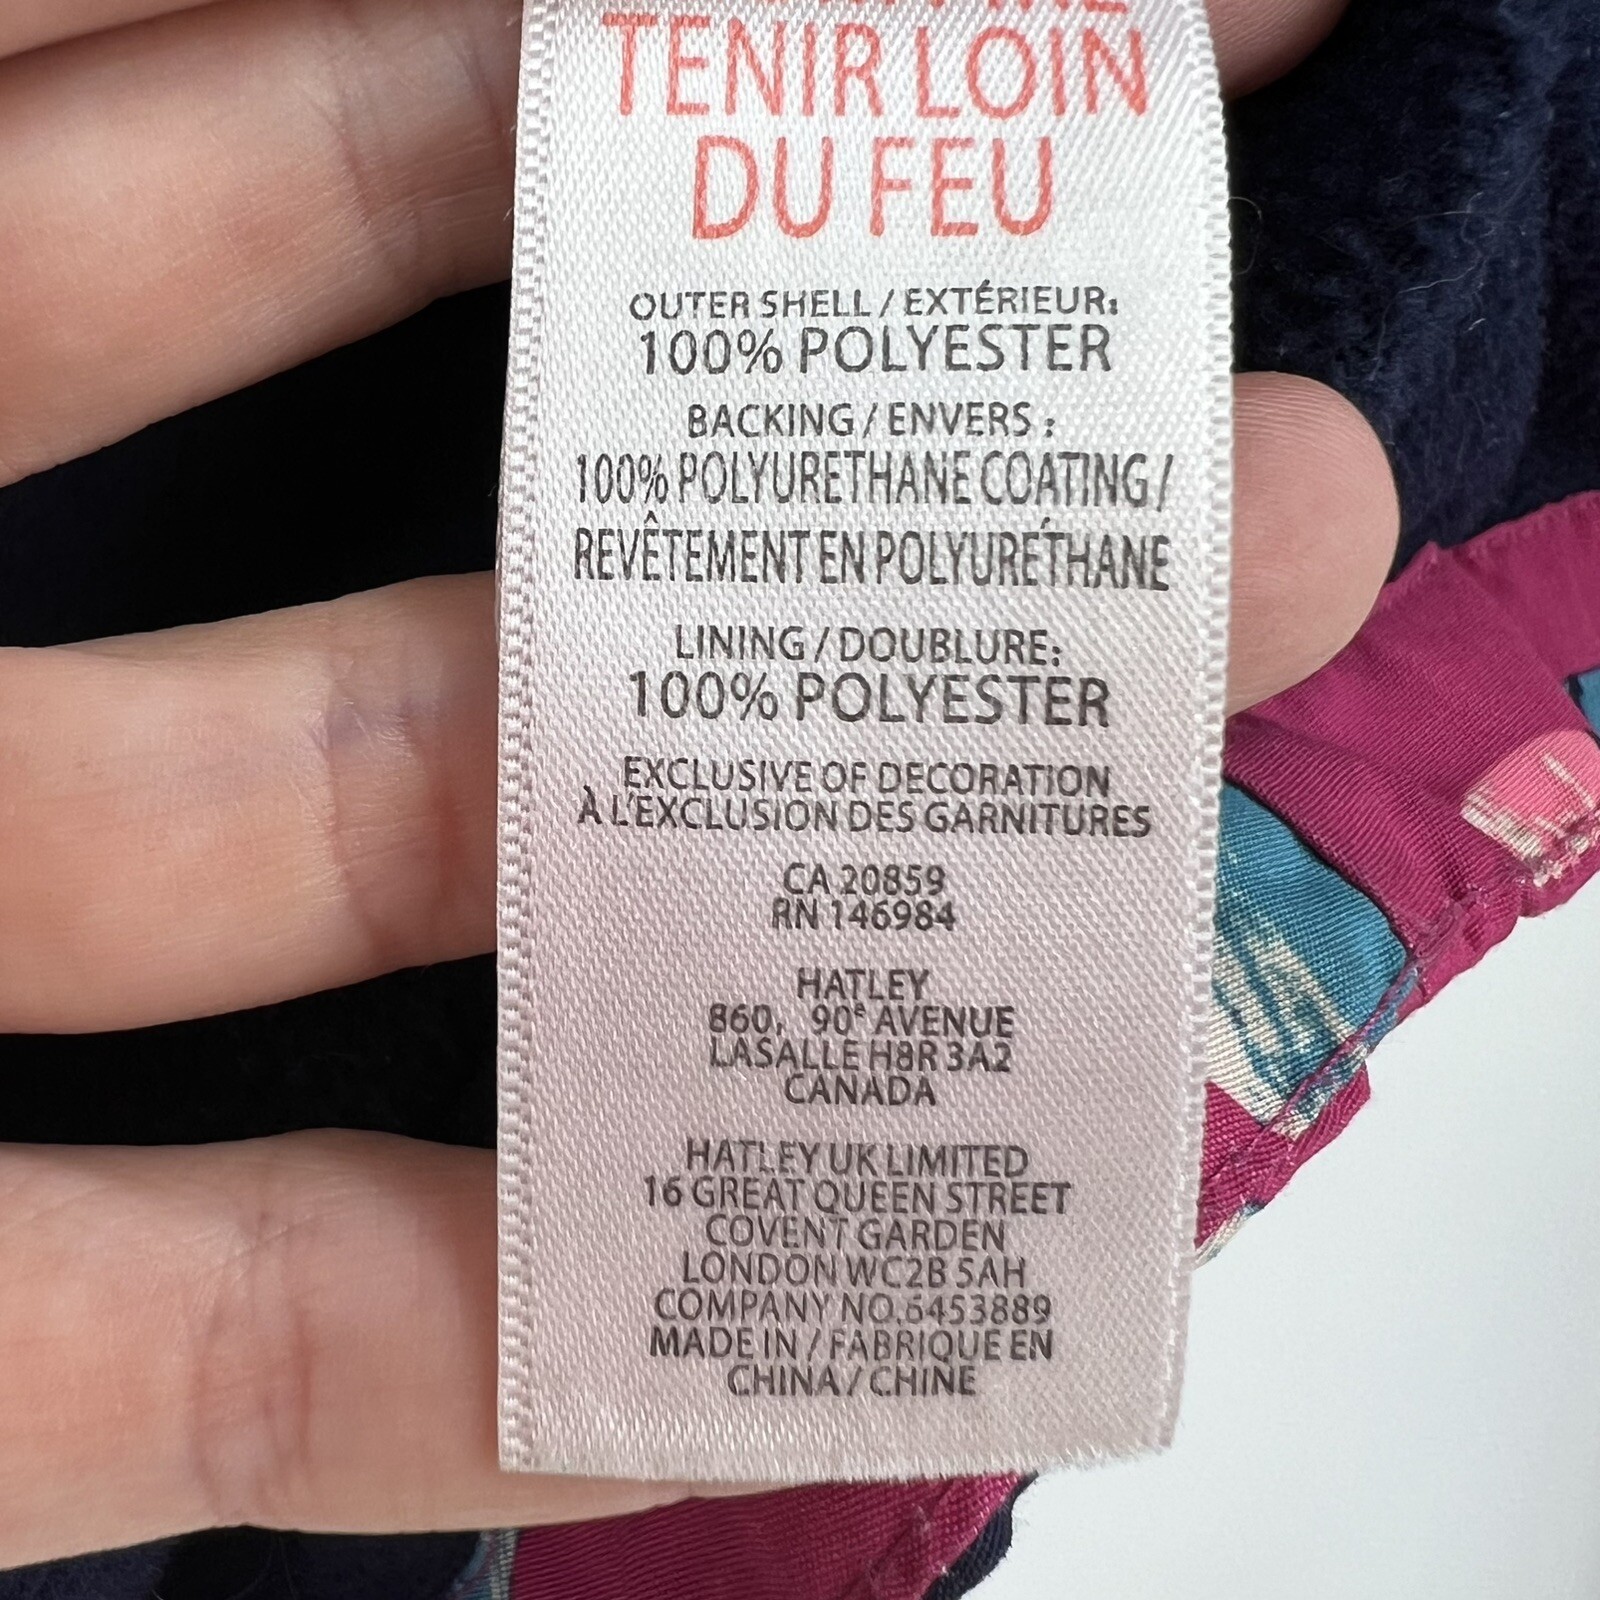 TENIR LOIN
DU FEU
OUTER SHELL / EXTÉRIEUR:
100% POLYESTER
BACKING / ENVERS :
100% POLYURETHANE COATING /
REVÊTEMENT EN POLYURÉTHANE
LINING / DOUBLURE:
100% POLYESTER
EXCLUSIVE OF DECORATION
À L'EXCLUSION DES GARNITURES
CA 20859
RN 146984
HATLEY
860, 90e AVENUE
LASALLE H8R 3A2
CANADA
HATLEY UK LIMITED
16 GREAT QUEEN STREET
COVENT GARDEN
LONDON WC2B 5AH
COMPANY NO.6453889
MADE IN / FABRIQUE EN
CHINA / CHINE